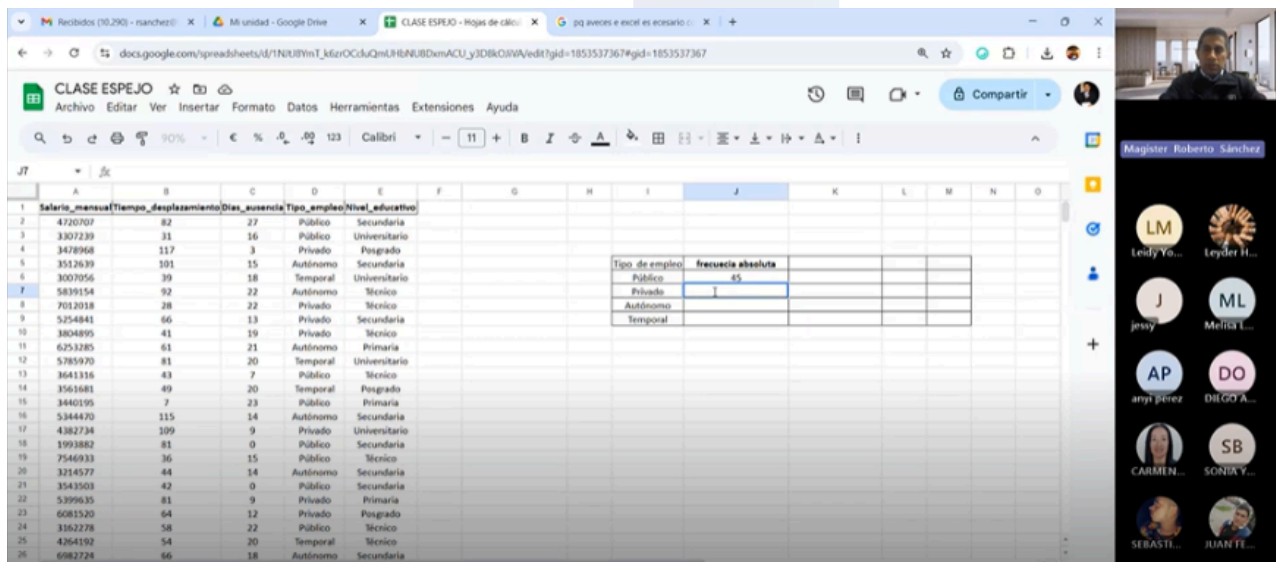 Recibidos (10.290) - rsanchez@
Mi unidad - Google Drive
CLASE ESPEJO - Hojas de cálcul
pq aveces e excel es ecesario c
docs.google.com/spreadsheets/d/
/edit?gid=1853537367#gid=1853537367
CLASE ESPEJO
Archivo Editar Ver Insertar Formato Datos Herramientas Extensiones Ayuda
Compartir
90% € % .0 .00 123 Calibri 11 B I A
J7 fx
A B C D E F G H I J K L M N O
1 Salario_mensual Tiempo_desplazamiento Dias_ausencia Tipo_empleo Nivel_educativo
2 4720707 82 27 Público Secundaria
3 3307239 31 16 Público Universitario
4 3478968 117 3 Privado Posgrado
5 3512639 101 15 Autónomo Secundaria Tipo de empleo frecuecia absoluta
6 3007056 39 18 Temporal Universitario Público 45
7 5839154 92 22 Autónomo Técnico Privado
8 7012018 28 22 Privado Técnico Autónomo
9 5254841 66 13 Privado Secundaria Temporal
10 3804895 41 19 Privado Técnico
11 6253285 61 21 Autónomo Primaria
12 5785970 81 20 Temporal Universitario
13 3641316 43 7 Público Técnico
14 3561681 49 20 Temporal Posgrado
15 3440195 7 23 Público Primaria
16 5344470 115 14 Autónomo Secundaria
17 4382734 109 9 Privado Universitario
18 1993882 81 0 Público Secundaria
19 7546933 36 15 Público Técnico
20 3214577 44 14 Autónomo Secundaria
21 3543503 42 0 Público Secundaria
22 5399635 81 9 Privado Primaria
23 6081520 64 12 Privado Posgrado
24 3162278 58 22 Público Técnico
25 4264192 54 20 Temporal Técnico
26 6982724 66 18 Autónomo Secundaria
Magister Roberto Sánchez
LM
Leidy Yo... Leyder H...
J ML
jessy Melisa L...
AP DO
anyi perez DIEGO A...
SB
CARMEN... SONIA Y...
SEBASTI... JUAN FE...